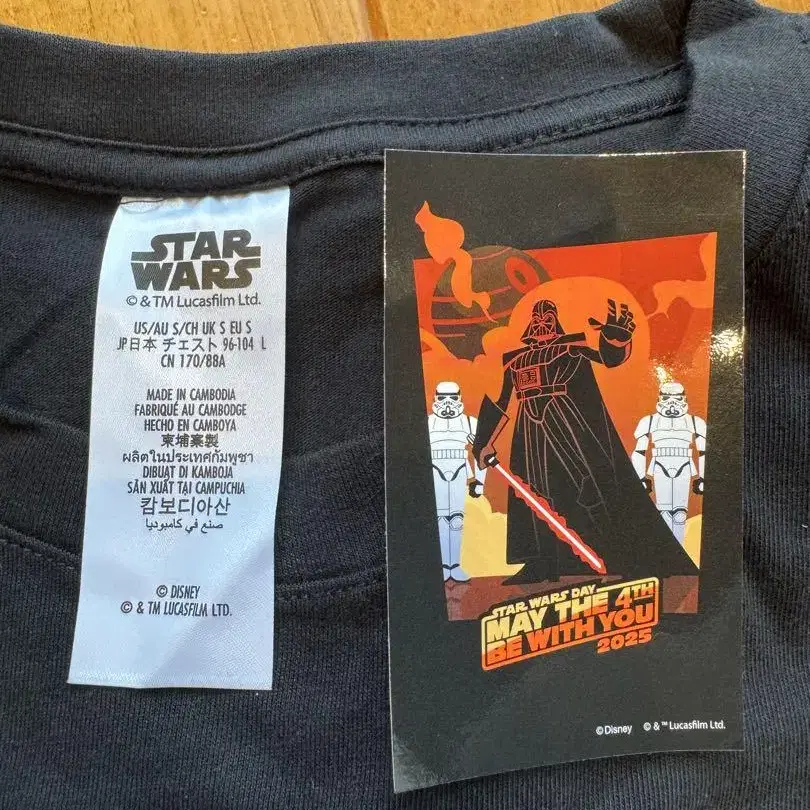 STAR
WARS
© & TM Lucasfilm Ltd.
US/AU S/CH UK S EU S
JP日本 チェスト 96-104 L
CN 170/88A
MADE IN CAMBODIA
FABRIQUÉ AU CAMBODGE
HECHO EN CAMBOYA
柬埔寨製
ผลิตในประเทศกัมพูชา
DIBUAT DI KAMBOJA
SẢN XUẤT TẠI CAMPUCHIA
캄보디아산
صنع في كامبوديا
© DISNEY
© & TM LUCASFILM LTD.
STAR WARS DAY
MAY THE 4TH
BE WITH YOU
2025
©Disney © & ™Lucasfilm Ltd.